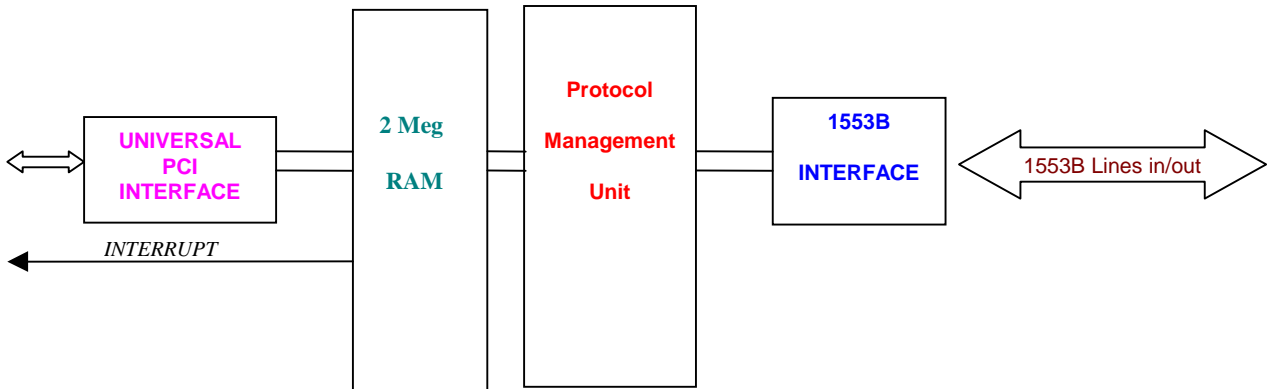 UNIVERSAL
PCI
INTERFACE
INTERRUPT
2 Meg
RAM
Protocol
Management
Unit
1553B
INTERFACE
1553B Lines in/out